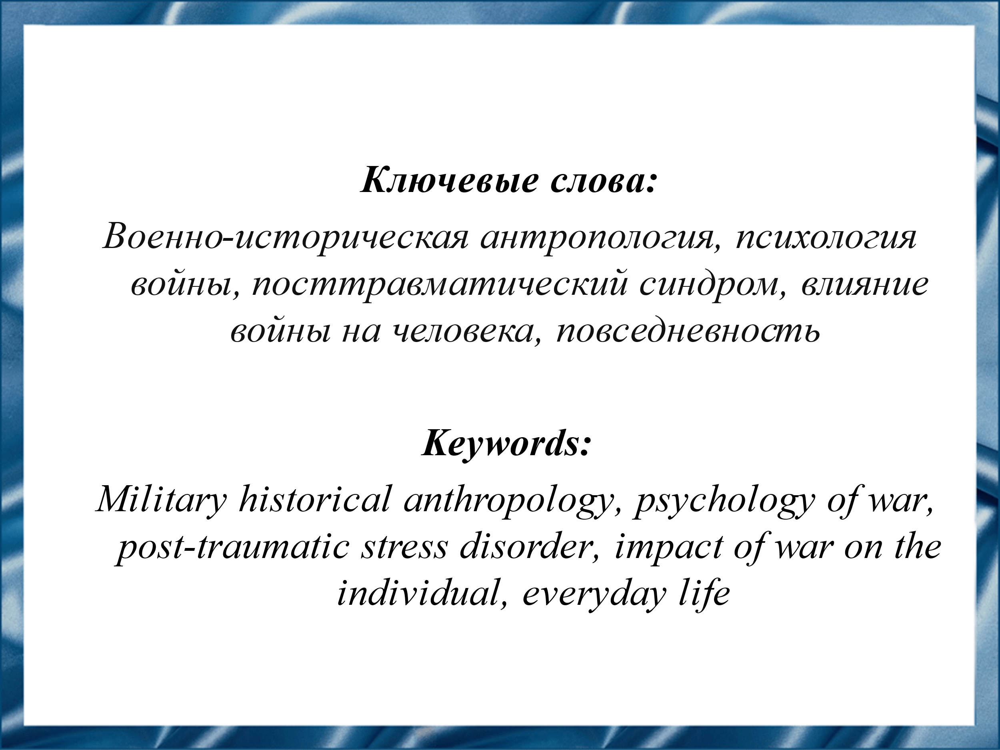 Ключевые слова:
Военно-историческая антропология, психология
войны, посттравматический синдром, влияние
войны на человека, повседневность
Keywords:
Military historical anthropology, psychology of war,
post-traumatic stress disorder, impact of war on the
individual, everyday life